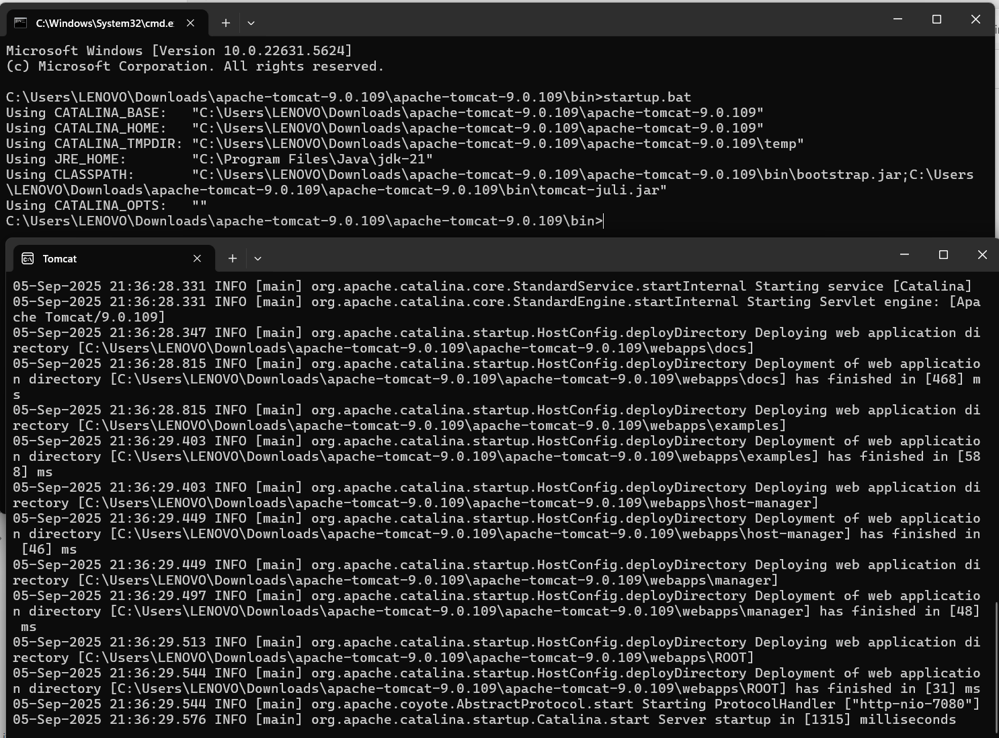 C:\Windows\System32\cmd.e
Microsoft Windows [Version 10.0.22631.5624]
(c) Microsoft Corporation. All rights reserved.
C:\Users\LENOVO\Downloads\apache-tomcat-9.0.109\apache-tomcat-9.0.109\bin>startup.bat
Using CATALINA_BASE:   "C:\Users\LENOVO\Downloads\apache-tomcat-9.0.109\apache-tomcat-9.0.109"
Using CATALINA_HOME:   "C:\Users\LENOVO\Downloads\apache-tomcat-9.0.109\apache-tomcat-9.0.109"
Using CATALINA_TMPDIR: "C:\Users\LENOVO\Downloads\apache-tomcat-9.0.109\apache-tomcat-9.0.109\temp"
Using JRE_HOME:        "C:\Program Files\Java\jdk-21"
Using CLASSPATH:       "C:\Users\LENOVO\Downloads\apache-tomcat-9.0.109\apache-tomcat-9.0.109\bin\bootstrap.jar;C:\Users
\LENOVO\Downloads\apache-tomcat-9.0.109\apache-tomcat-9.0.109\bin\tomcat-juli.jar"
Using CATALINA_OPTS:   ""
C:\Users\LENOVO\Downloads\apache-tomcat-9.0.109\apache-tomcat-9.0.109\bin>
Tomcat
05-Sep-2025 21:36:28.331 INFO [main] org.apache.catalina.core.StandardService.startInternal Starting service [Catalina]
05-Sep-2025 21:36:28.331 INFO [main] org.apache.catalina.core.StandardEngine.startInternal Starting Servlet engine: [Apa
che Tomcat/9.0.109]
05-Sep-2025 21:36:28.347 INFO [main] org.apache.catalina.startup.HostConfig.deployDirectory Deploying web application di
rectory [C:\Users\LENOVO\Downloads\apache-tomcat-9.0.109\apache-tomcat-9.0.109\webapps\docs]
05-Sep-2025 21:36:28.815 INFO [main] org.apache.catalina.startup.HostConfig.deployDirectory Deployment of web applicatio
n directory [C:\Users\LENOVO\Downloads\apache-tomcat-9.0.109\apache-tomcat-9.0.109\webapps\docs] has finished in [468] m
s
05-Sep-2025 21:36:28.815 INFO [main] org.apache.catalina.startup.HostConfig.deployDirectory Deploying web application di
rectory [C:\Users\LENOVO\Downloads\apache-tomcat-9.0.109\apache-tomcat-9.0.109\webapps\examples]
05-Sep-2025 21:36:29.403 INFO [main] org.apache.catalina.startup.HostConfig.deployDirectory Deployment of web applicatio
n directory [C:\Users\LENOVO\Downloads\apache-tomcat-9.0.109\apache-tomcat-9.0.109\webapps\examples] has finished in [58
8] ms
05-Sep-2025 21:36:29.403 INFO [main] org.apache.catalina.startup.HostConfig.deployDirectory Deploying web application di
rectory [C:\Users\LENOVO\Downloads\apache-tomcat-9.0.109\apache-tomcat-9.0.109\webapps\host-manager]
05-Sep-2025 21:36:29.449 INFO [main] org.apache.catalina.startup.HostConfig.deployDirectory Deployment of web applicatio
n directory [C:\Users\LENOVO\Downloads\apache-tomcat-9.0.109\apache-tomcat-9.0.109\webapps\host-manager] has finished in
 [46] ms
05-Sep-2025 21:36:29.449 INFO [main] org.apache.catalina.startup.HostConfig.deployDirectory Deploying web application di
rectory [C:\Users\LENOVO\Downloads\apache-tomcat-9.0.109\apache-tomcat-9.0.109\webapps\manager]
05-Sep-2025 21:36:29.497 INFO [main] org.apache.catalina.startup.HostConfig.deployDirectory Deployment of web applicatio
n directory [C:\Users\LENOVO\Downloads\apache-tomcat-9.0.109\apache-tomcat-9.0.109\webapps\manager] has finished in [48]
 ms
05-Sep-2025 21:36:29.513 INFO [main] org.apache.catalina.startup.HostConfig.deployDirectory Deploying web application di
rectory [C:\Users\LENOVO\Downloads\apache-tomcat-9.0.109\apache-tomcat-9.0.109\webapps\ROOT]
05-Sep-2025 21:36:29.544 INFO [main] org.apache.catalina.startup.HostConfig.deployDirectory Deployment of web applicatio
n directory [C:\Users\LENOVO\Downloads\apache-tomcat-9.0.109\apache-tomcat-9.0.109\webapps\ROOT] has finished in [31] ms
05-Sep-2025 21:36:29.544 INFO [main] org.apache.coyote.AbstractProtocol.start Starting ProtocolHandler ["http-nio-7080"]
05-Sep-2025 21:36:29.576 INFO [main] org.apache.catalina.startup.Catalina.start Server startup in [1315] milliseconds